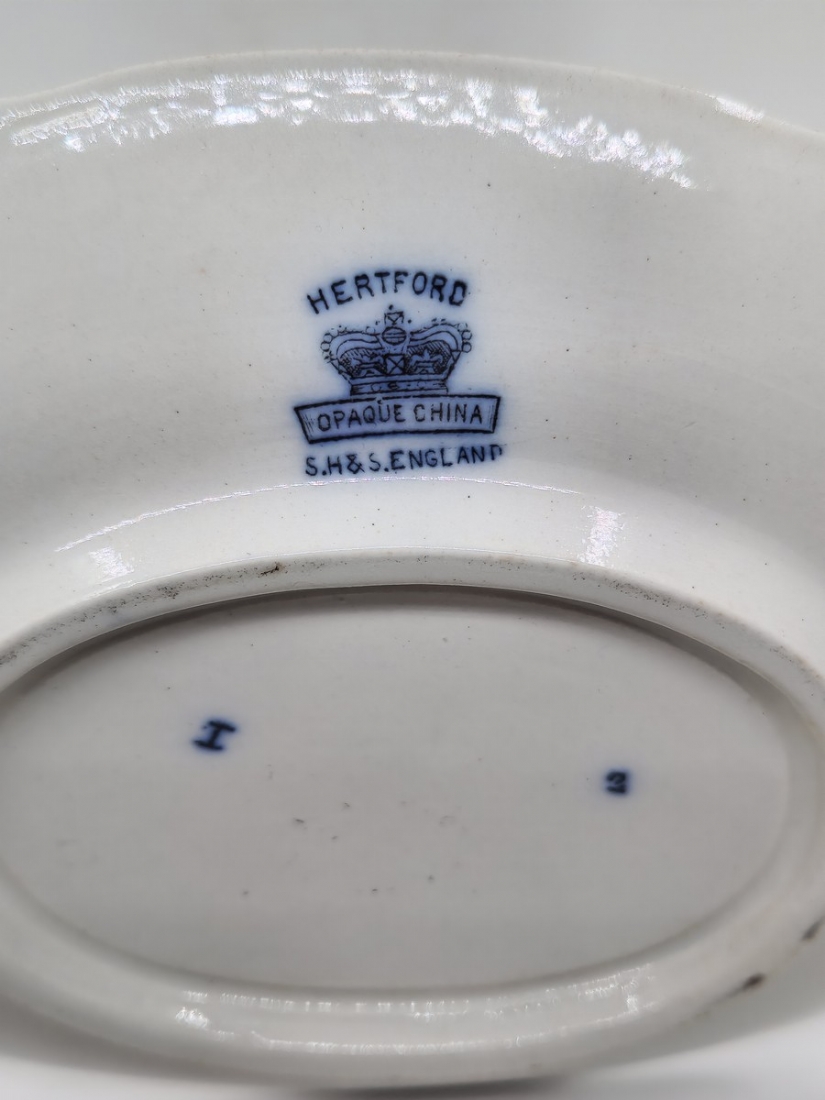 HERTFORD
OPAQUE CHINA
S.H&S.ENGLAND
I
2